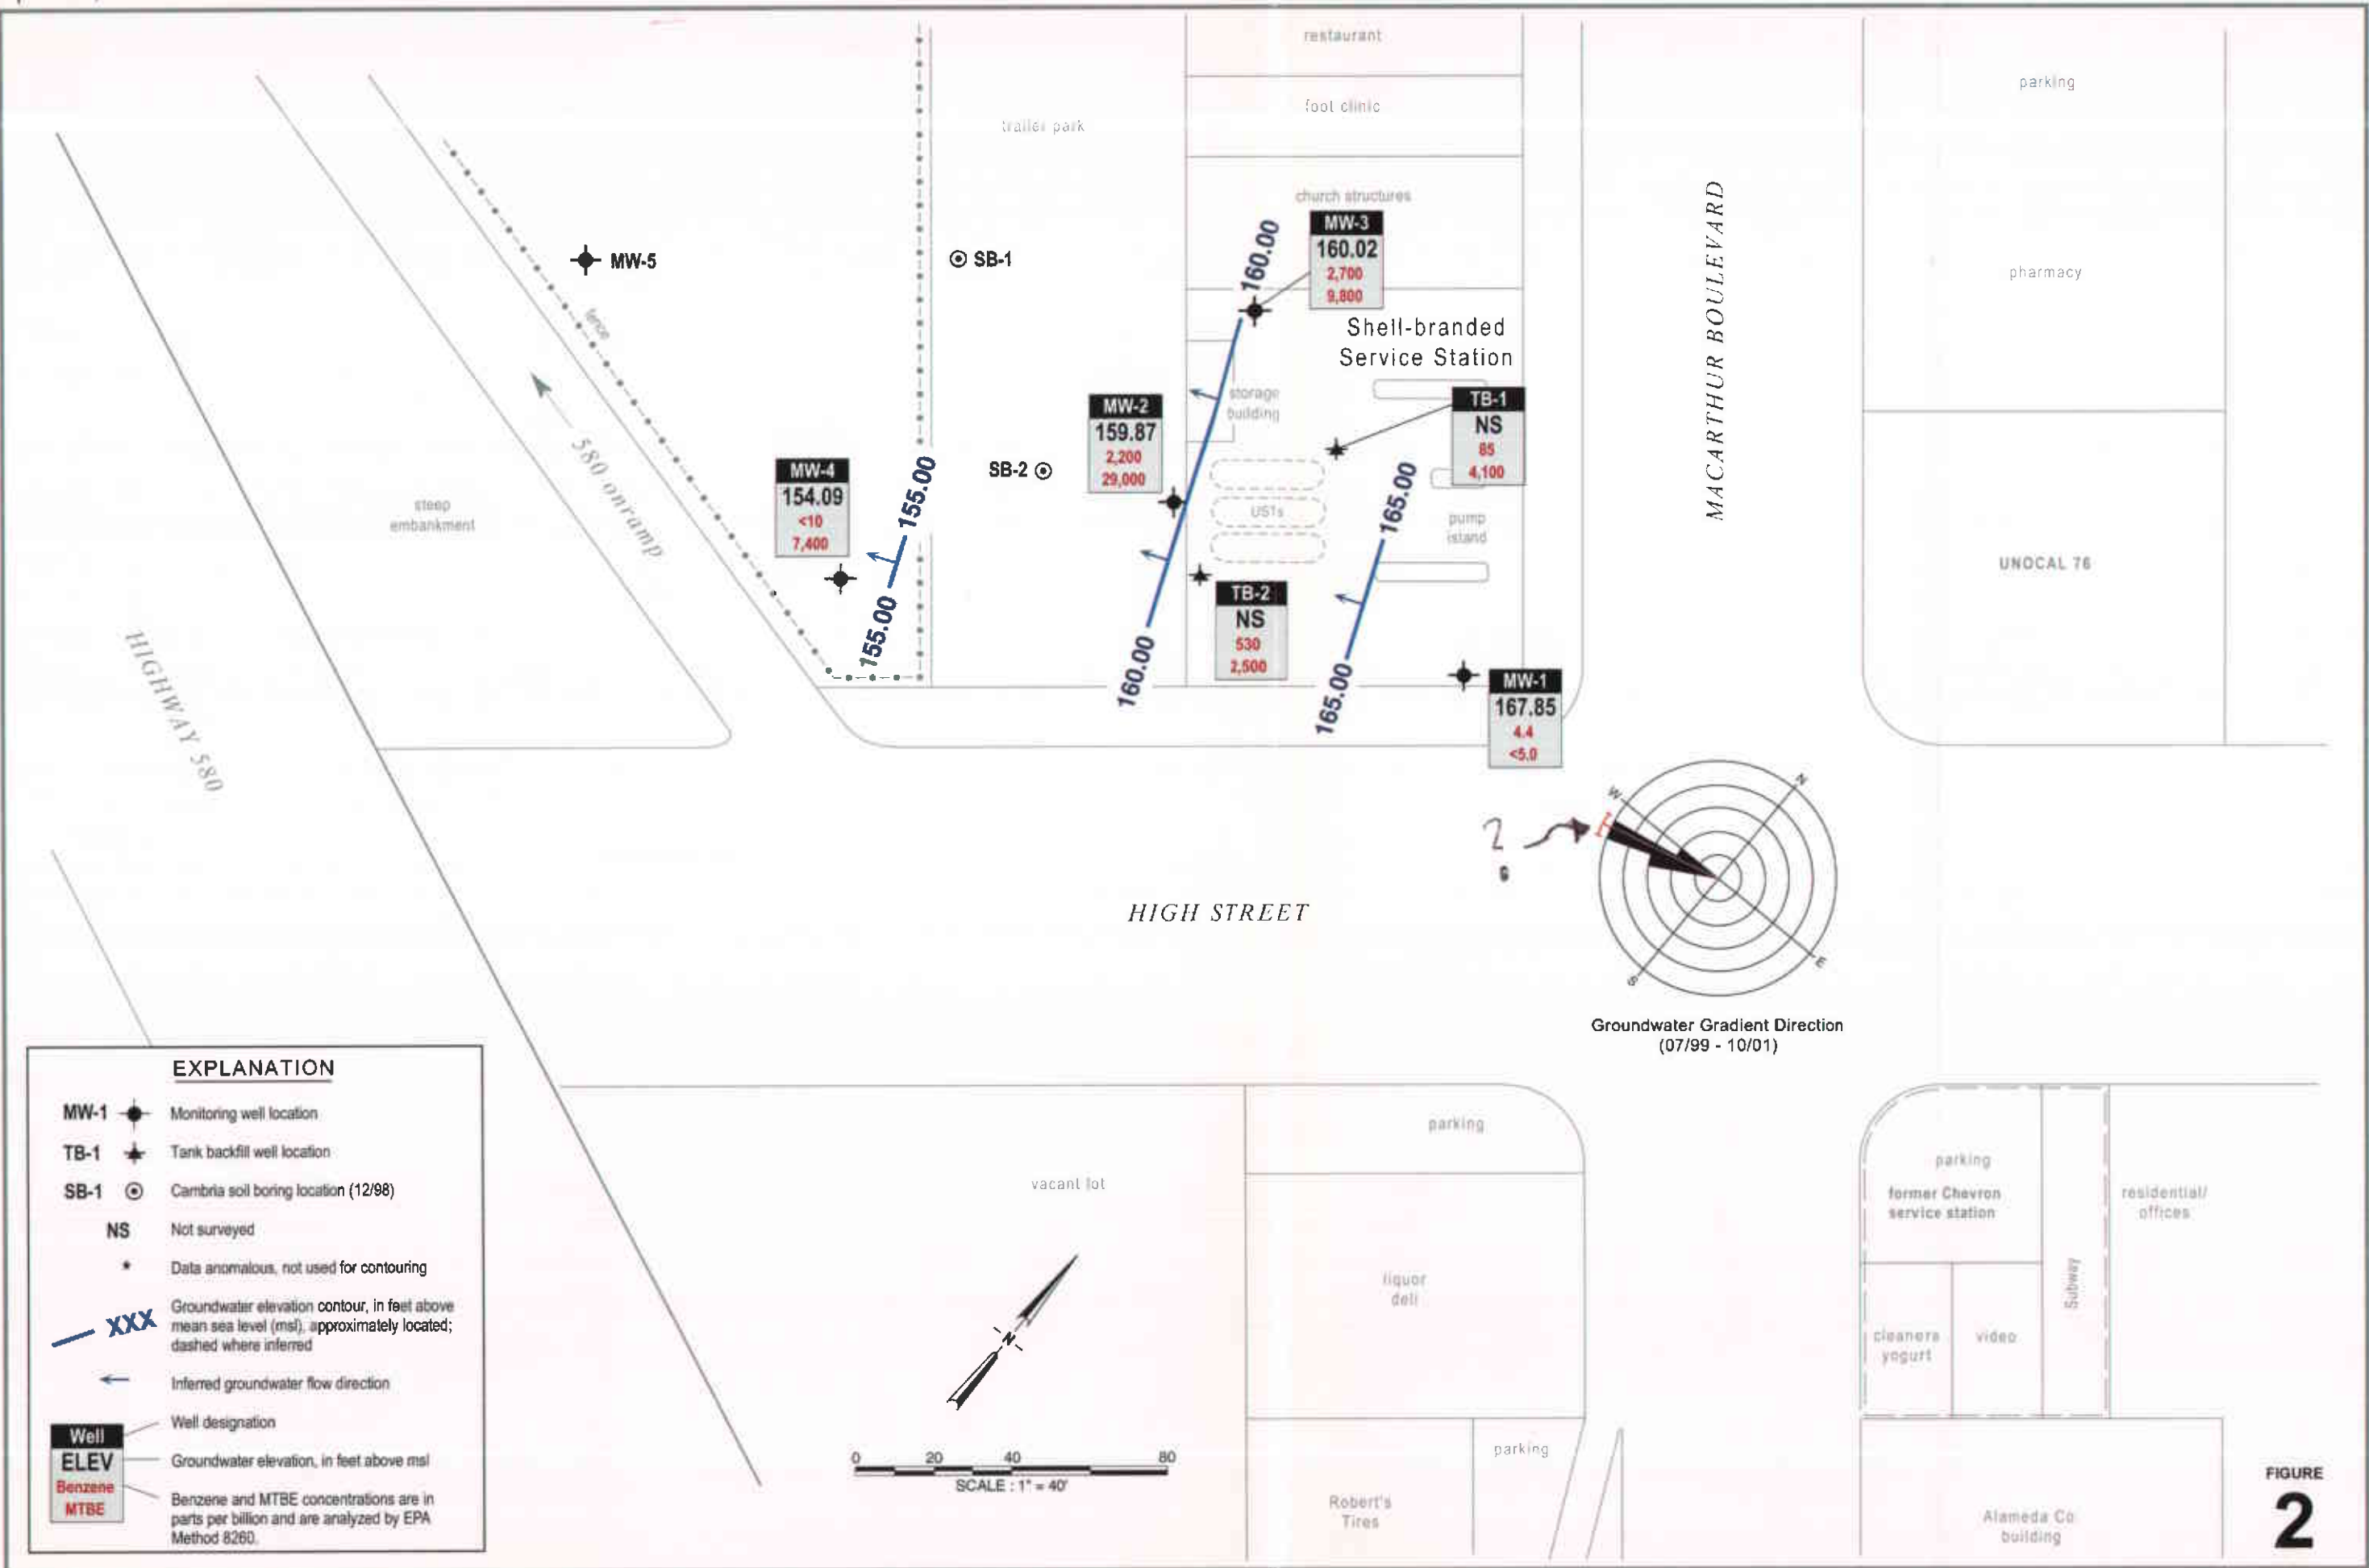 restaurant
foot clinic
trailer park
church structures
parking
pharmacy
UNOCAL 76
MACARTHUR BOULEVARD
MW-5
SB-1
SB-2
fence
580 onramp
steep
embankment
HIGHWAY 580
160.00
MW-3
160.02
2,700
9,800
Shell-branded
Service Station
storage
building
MW-2
159.87
2,200
29,000
TB-1
NS
85
4,100
MW-4
154.09
<10
7,400
155.00
155.00
USTs
165.00
pump
island
TB-2
NS
530
2,500
160.00
165.00
MW-1
167.85
4.4
<5.0
HIGH STREET
?
W
N
S
E
Groundwater Gradient Direction
(07/99 - 10/01)
EXPLANATION
MW-1 Monitoring well location
TB-1 Tank backfill well location
SB-1 Cambria soil boring location (12/98)
NS Not surveyed
* Data anomalous, not used for contouring
XXX
Groundwater elevation contour, in feet above
mean sea level (msl), approximately located;
dashed where inferred
Inferred groundwater flow direction
Well designation
Well
ELEV
Groundwater elevation, in feet above msl
Benzene
MTBE
Benzene and MTBE concentrations are in
parts per billion and are analyzed by EPA
Method 8260.
vacant lot
N
0 20 40 80
SCALE : 1" = 40'
parking
liquor
deli
Robert's
Tires
parking
parking
former Chevron
service station
residential/
offices
Subway
cleaners
yogurt
video
Alameda Co
building
FIGURE
2